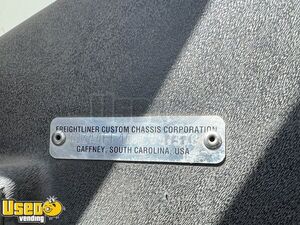 FREIGHTLINER CUSTOM CHASSIS CORPORATION
GAFFNEY, SOUTH CAROLINA, USA
Used
vending